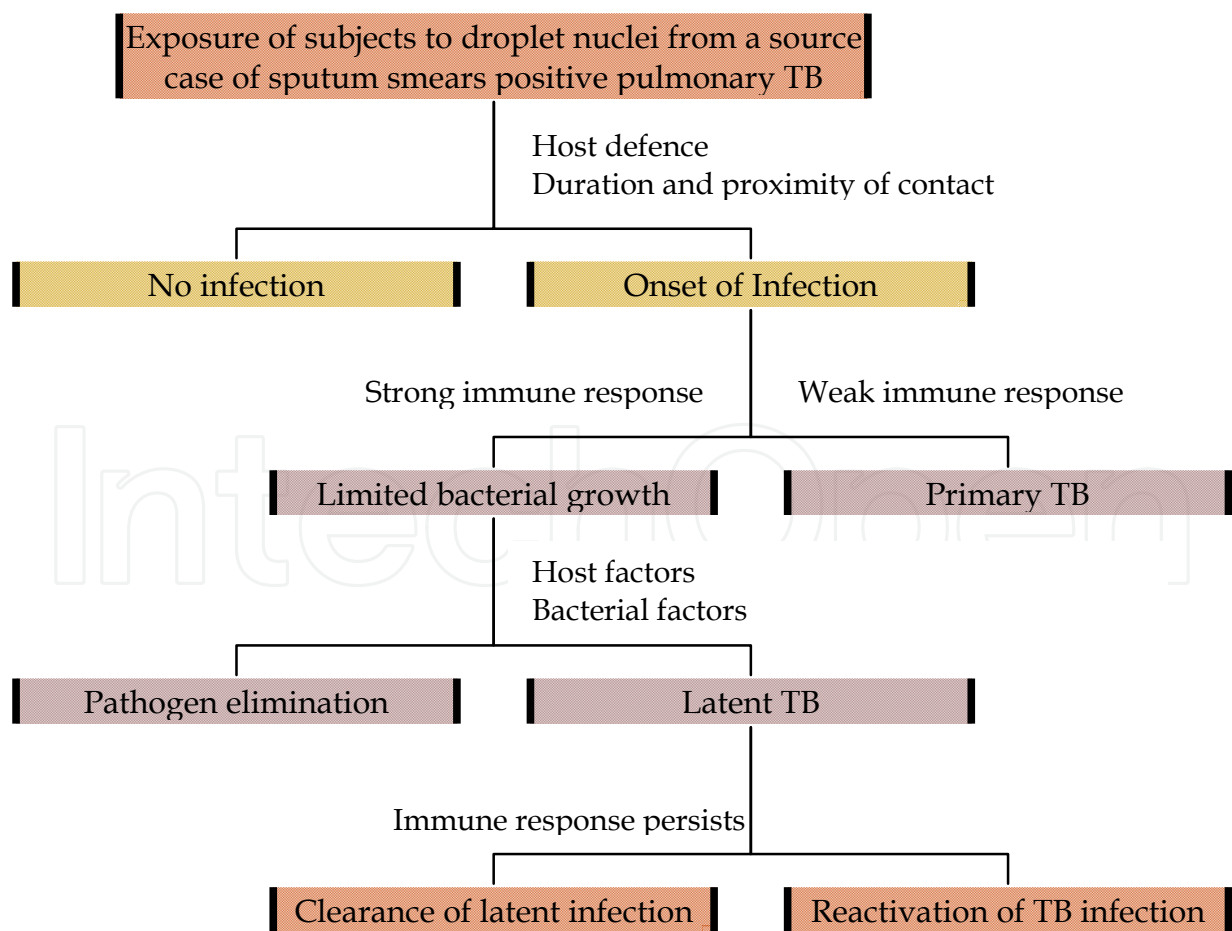 Exposure of subjects to droplet nuclei from a source
case of sputum smears positive pulmonary TB
Host defence
Duration and proximity of contact
No infection
Onset of Infection
Strong immune response
Weak immune response
IntechOpen
Limited bacterial growth
Primary TB
Host factors
Bacterial factors
Pathogen elimination
Latent TB
Immune response persists
Clearance of latent infection
Reactivation of TB infection